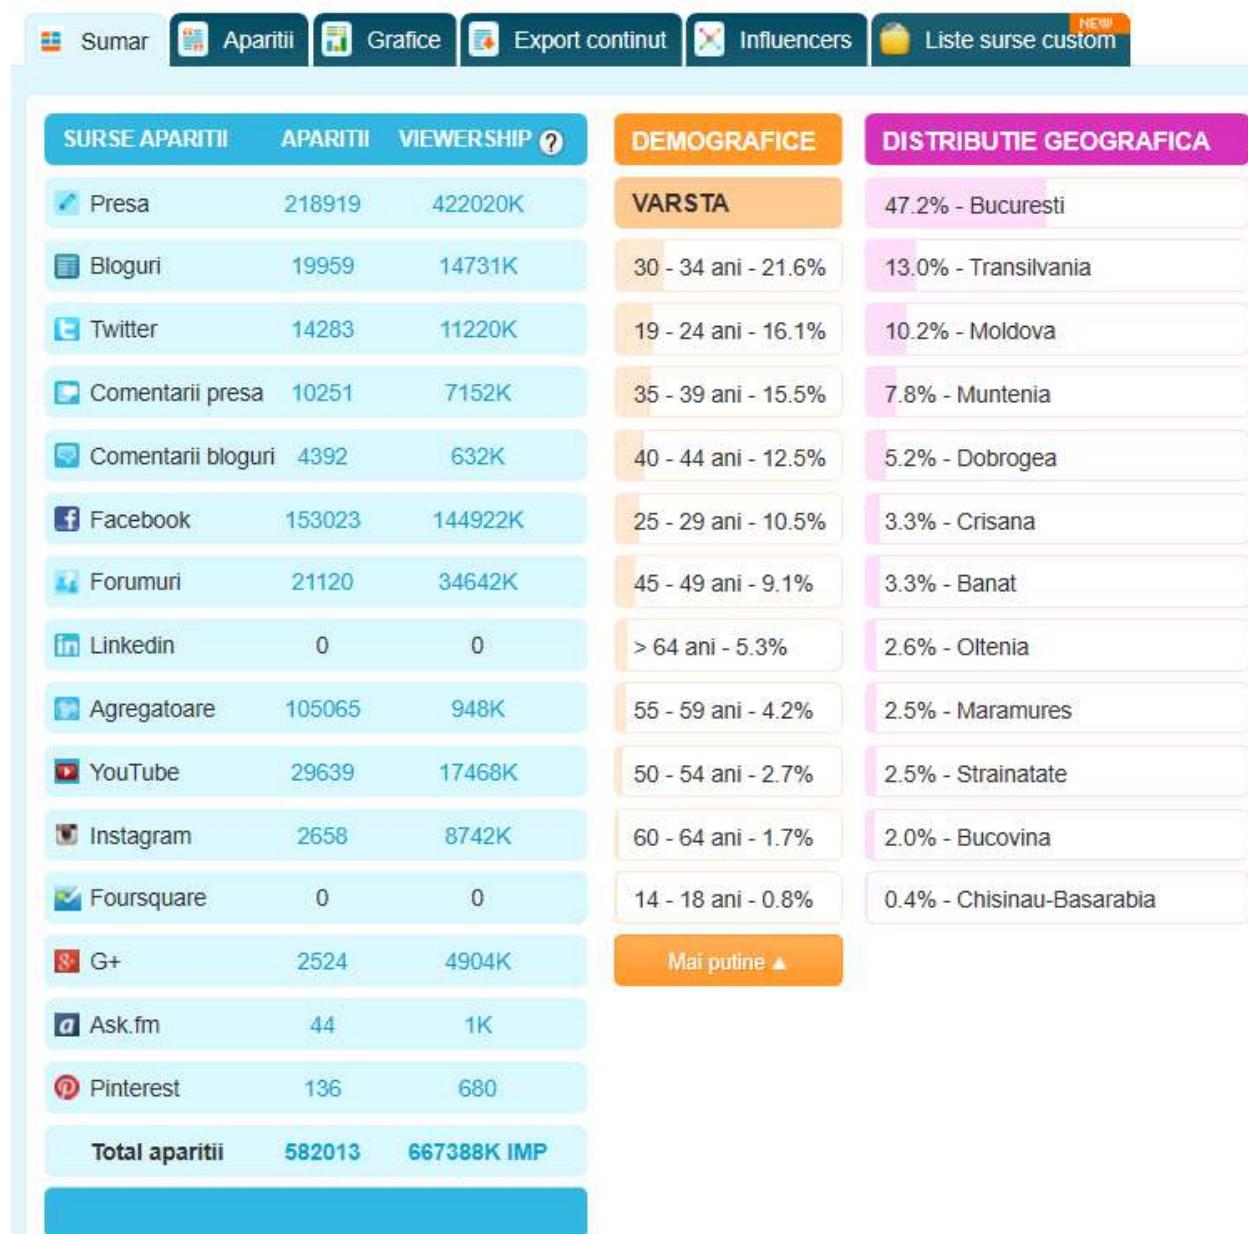 Sumar Aparitii Grafice Export continut Influencers Liste surse custom NEW
SURSE APARITII APARITII VIEWERSHIP ?
Presa 218919 422020K
Bloguri 19959 14731K
Twitter 14283 11220K
Comentarii presa 10251 7152K
Comentarii bloguri 4392 632K
Facebook 153023 144922K
Forumuri 21120 34642K
Linkedin 0 0
Agregatoare 105065 948K
YouTube 29639 17468K
Instagram 2658 8742K
Foursquare 0 0
G+ 2524 4904K
Ask.fm 44 1K
Pinterest 136 680
Total aparitii 582013 667388K IMP
DEMOGRAFICE
VARSTA
30 - 34 ani - 21.6%
19 - 24 ani - 16.1%
35 - 39 ani - 15.5%
40 - 44 ani - 12.5%
25 - 29 ani - 10.5%
45 - 49 ani - 9.1%
> 64 ani - 5.3%
55 - 59 ani - 4.2%
50 - 54 ani - 2.7%
60 - 64 ani - 1.7%
14 - 18 ani - 0.8%
Mai putine ▲
DISTRIBUTIE GEOGRAFICA
47.2% - Bucuresti
13.0% - Transilvania
10.2% - Moldova
7.8% - Muntenia
5.2% - Dobrogea
3.3% - Crisana
3.3% - Banat
2.6% - Oltenia
2.5% - Maramures
2.5% - Strainatate
2.0% - Bucovina
0.4% - Chisinau-Basarabia